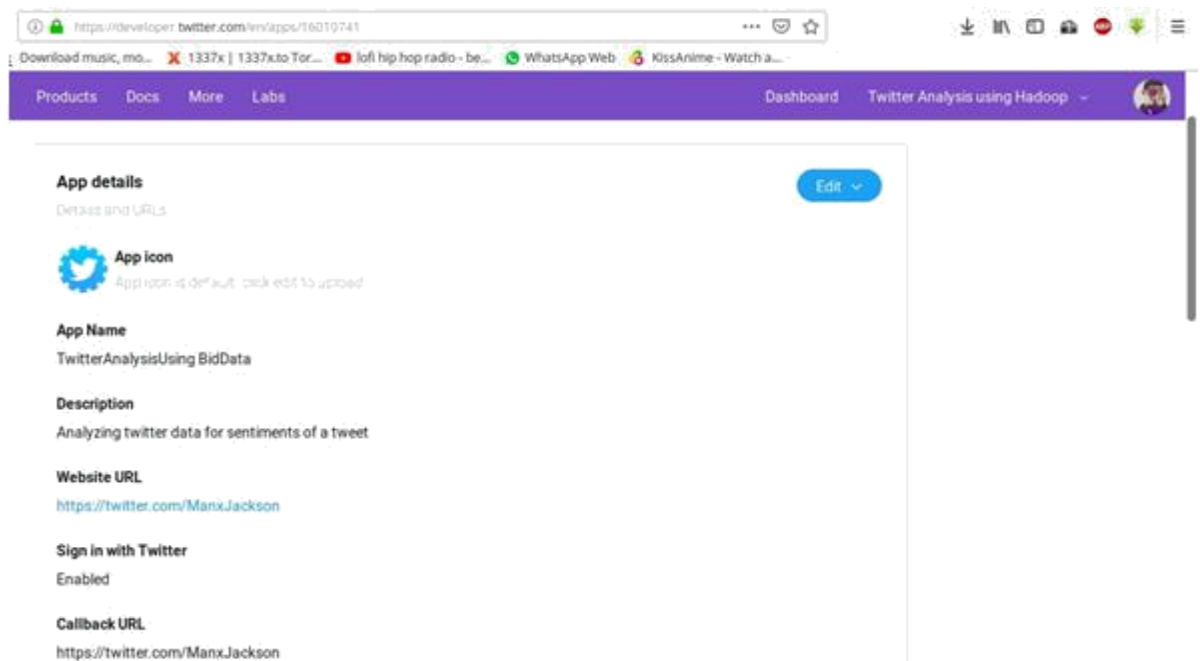 https://developer.twitter.com/en/apps/16010741
Download music, mo... 1337x | 1337x.to Tor... lofi hip hop radio - be... WhatsApp Web KissAnime - Watch a...
Products Docs More Labs Dashboard Twitter Analysis using Hadoop
App details Edit
Details and URLs
App icon
App icon is default, click edit to upload
App Name
TwitterAnalysisUsing BidData
Description
Analyzing twitter data for sentiments of a tweet
Website URL
https://twitter.com/ManxJackson
Sign in with Twitter
Enabled
Callback URL
https://twitter.com/ManxJackson